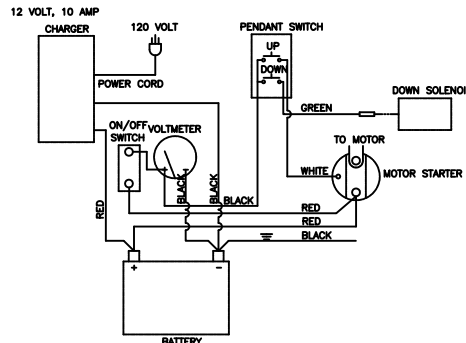 12 VOLT, 10 AMP
CHARGER
120 VOLT
POWER CORD
PENDANT SWITCH
UP
DOWN
GREEN
DOWN SOLENOI
ON/OFF
SWITCH
VOLTMETER
TO MOTOR
WHITE
MOTOR STARTER
BLACK
BLACK
BLACK
RED
RED
RED
BLACK
+
-
+
-
BATTERY